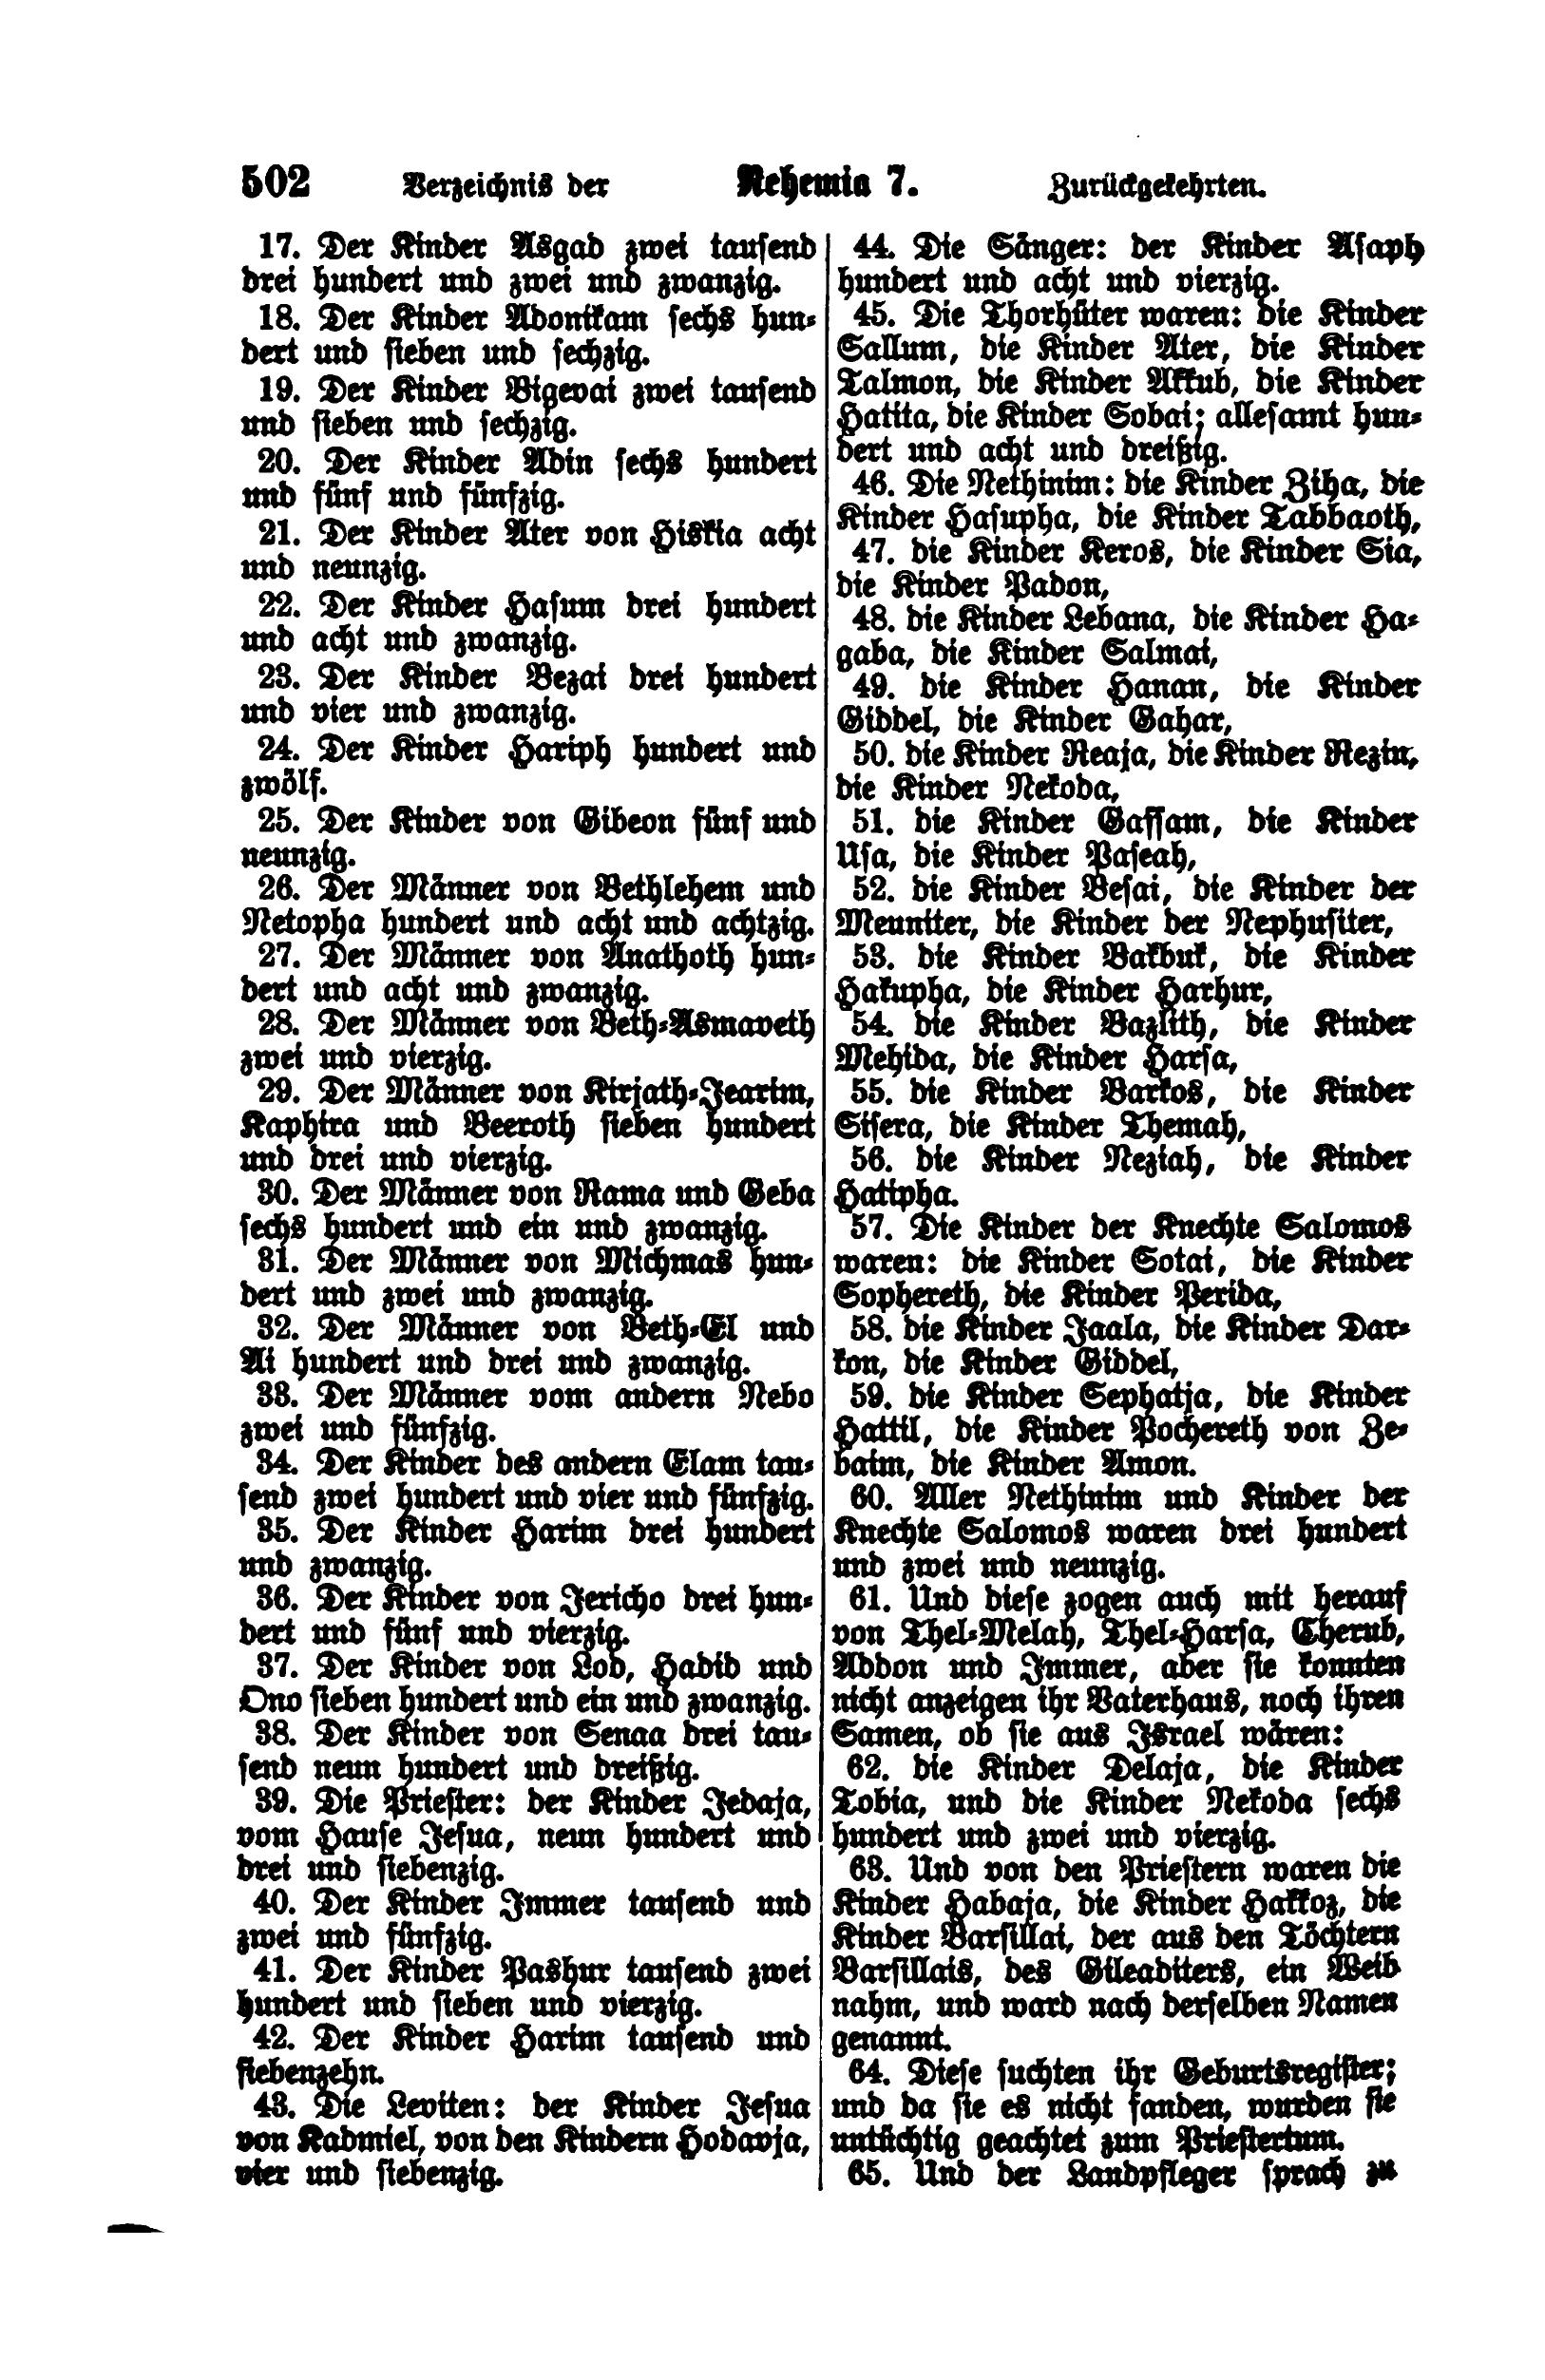 502 Verzeichnis der Nehemia 7. Zurückgekehrten.
17. Der Kinder Asgad zwei tauſend
drei hundert und zwei und zwanzig.
18. Der Kinder Adonikam ſechs hun⸗
dert und ſieben und ſechzig.
19. Der Kinder Bigevai zwei tauſend
und ſieben und ſechzig.
20. Der Kinder Adin ſechs hundert
und fünf und fünfzig.
21. Der Kinder Ater von Hiskia acht
und neunzig.
22. Der Kinder Haſum drei hundert
und acht und zwanzig.
23. Der Kinder Bezai drei hundert
und vier und zwanzig.
24. Der Kinder Hariph hundert und
zwölf.
25. Der Kinder von Gibeon fünf und
neunzig.
26. Der Männer von Bethlehem und
Netopha hundert und acht und achtzig.
27. Der Männer von Anathoth hun⸗
dert und acht und zwanzig.
28. Der Männer von Beth⸗Asmaveth
zwei und vierzig.
29. Der Männer von Kirjath⸗Jearim,
Kaphira und Beeroth ſieben hundert
und drei und vierzig.
30. Der Männer von Rama und Geba
ſechs hundert und ein und zwanzig.
31. Der Männer von Michmas hun⸗
dert und zwei und zwanzig.
32. Der Männer von Beth⸗El und
Ai hundert und drei und zwanzig.
33. Der Männer vom andern Nebo
zwei und fünfzig.
34. Der Kinder des andern Elam tau⸗
ſend zwei hundert und vier und fünfzig.
35. Der Kinder Harim drei hundert
und zwanzig.
36. Der Kinder von Jericho drei hun⸗
dert und fünf und vierzig.
37. Der Kinder von Lod, Hadid und
Ono ſieben hundert und ein und zwanzig.
38. Der Kinder von Senaa drei tau⸗
ſend neun hundert und dreißig.
39. Die Prieſter: der Kinder Jedaja,
vom Hauſe Jeſua, neun hundert und
drei und ſiebenzig.
40. Der Kinder Immer tauſend und
zwei und fünfzig.
41. Der Kinder Pashur tauſend zwei
hundert und ſieben und vierzig.
42. Der Kinder Harim tauſend und
ſiebenzehn.
43. Die Leviten: der Kinder Jeſua
von Kadmiel, von den Kindern Hodavja,
vier und ſiebenzig.
44. Die Sänger: der Kinder Aſaph
hundert und acht und vierzig.
45. Die Thorhüter waren: die Kinder
Sallum, die Kinder Ater, die Kinder
Talmon, die Kinder Akkub, die Kinder
Hatita, die Kinder Sobai; alleſamt hun⸗
dert und acht und dreißig.
46. Die Nethinim: die Kinder Ziha, die
Kinder Haſupha, die Kinder Tabbaoth,
47. die Kinder Keros, die Kinder Sia,
die Kinder Padon,
48. die Kinder Lebana, die Kinder Ha⸗
gaba, die Kinder Salmai,
49. die Kinder Hanan, die Kinder
Giddel, die Kinder Gahar,
50. die Kinder Reaja, die Kinder Rezin,
die Kinder Nekoda,
51. die Kinder Gaſſam, die Kinder
Uſa, die Kinder Paſeah,
52. die Kinder Beſai, die Kinder der
Meuniter, die Kinder der Nephuſiter,
53. die Kinder Bakbuk, die Kinder
Hakupha, die Kinder Harhur,
54. die Kinder Bazlith, die Kinder
Mehida, die Kinder Harſa,
55. die Kinder Barkos, die Kinder
Siſera, die Kinder Themah,
56. die Kinder Neziah, die Kinder
Hatipha.
57. Die Kinder der Knechte Salomos
waren: die Kinder Sotai, die Kinder
Sophereth, die Kinder Perida,
58. die Kinder Jaala, die Kinder Dar⸗
kon, die Kinder Giddel,
59. die Kinder Sephatja, die Kinder
Hattil, die Kinder Pochereth von Ze⸗
baim, die Kinder Amon.
60. Aller Nethinim und Kinder der
Knechte Salomos waren drei hundert
und zwei und neunzig.
61. Und dieſe zogen auch mit herauf
von Thel⸗Melah, Thel⸗Harſa, Cherub,
Addon und Immer, aber ſie konnten
nicht anzeigen ihr Vaterhaus, noch ihren
Samen, ob ſie aus Israel wären:
62. die Kinder Delaja, die Kinder
Tobia, und die Kinder Nekoda ſechs
hundert und zwei und vierzig.
63. Und von den Prieſtern waren die
Kinder Habaja, die Kinder Hakkoz, die
Kinder Barſillai, der aus den Töchtern
Barſillais, des Gileaditers, ein Weib
nahm, und ward nach derſelben Namen
genannt.
64. Dieſe ſuchten ihr Geburtsregiſter;
und da ſie es nicht fanden, wurden ſie
untüchtig geachtet zum Prieſtertum.
65. Und der Landpfleger ſprach zu